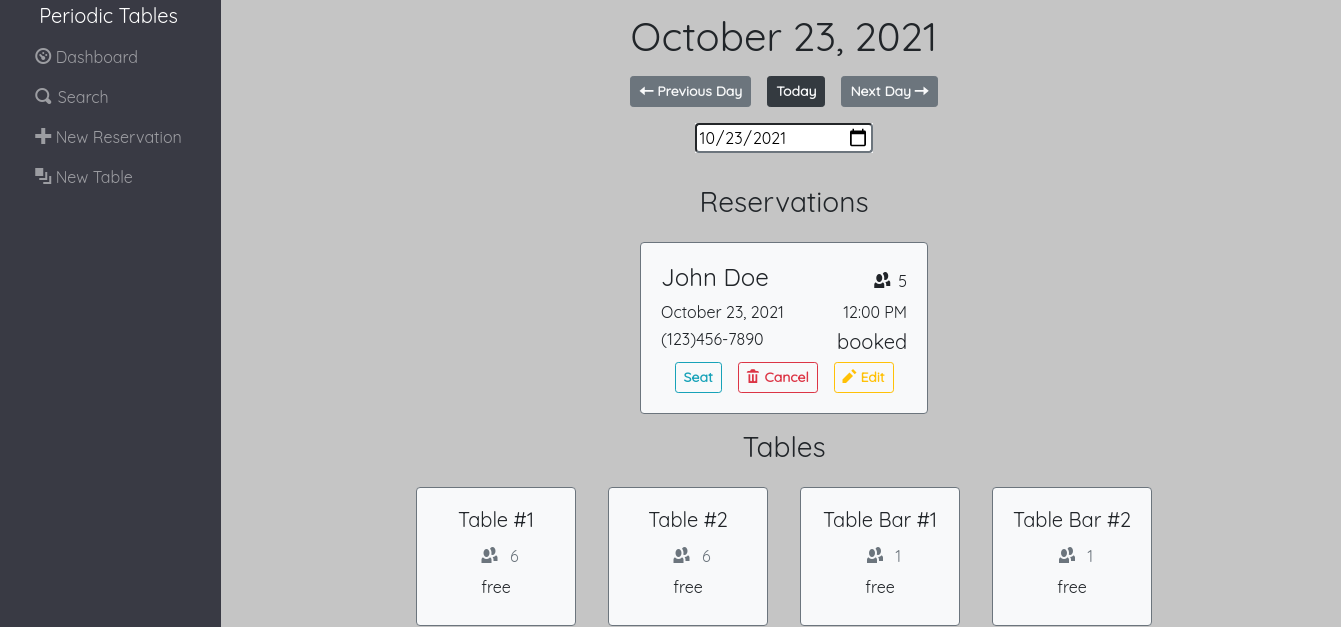 Periodic Tables
Dashboard
Search
New Reservation
New Table
October 23, 2021
← Previous Day Today Next Day →
10/23/2021
Reservations
John Doe 5
October 23, 2021 12:00 PM
(123)456-7890 booked
Seat Cancel Edit
Tables
Table #1 Table #2 Table Bar #1 Table Bar #2
6 6 1 1
free free free free